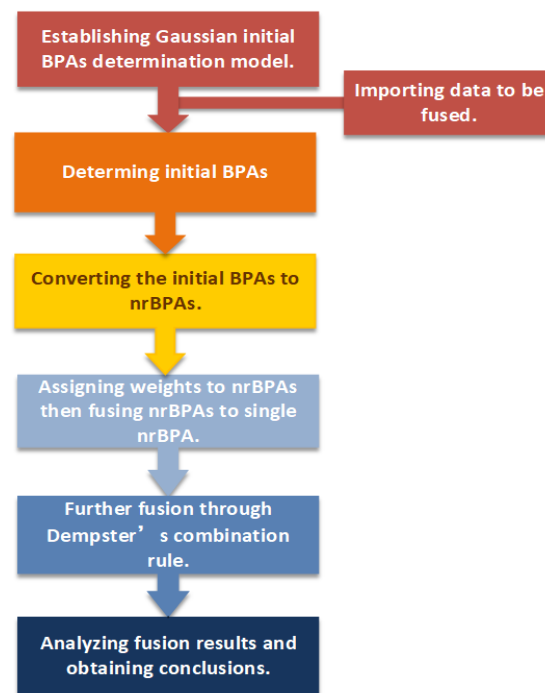 Establishing Gaussian initial
BPAs determination model.
Importing data to be
fused.
Determing initial BPAs
Converting the initial BPAs to
nrBPAs.
Assigning weights to nrBPAs
then fusing nrBPAs to single
nrBPA.
Further fusion through
Dempster’s combination
rule.
Analyzing fusion results and
obtaining conclusions.